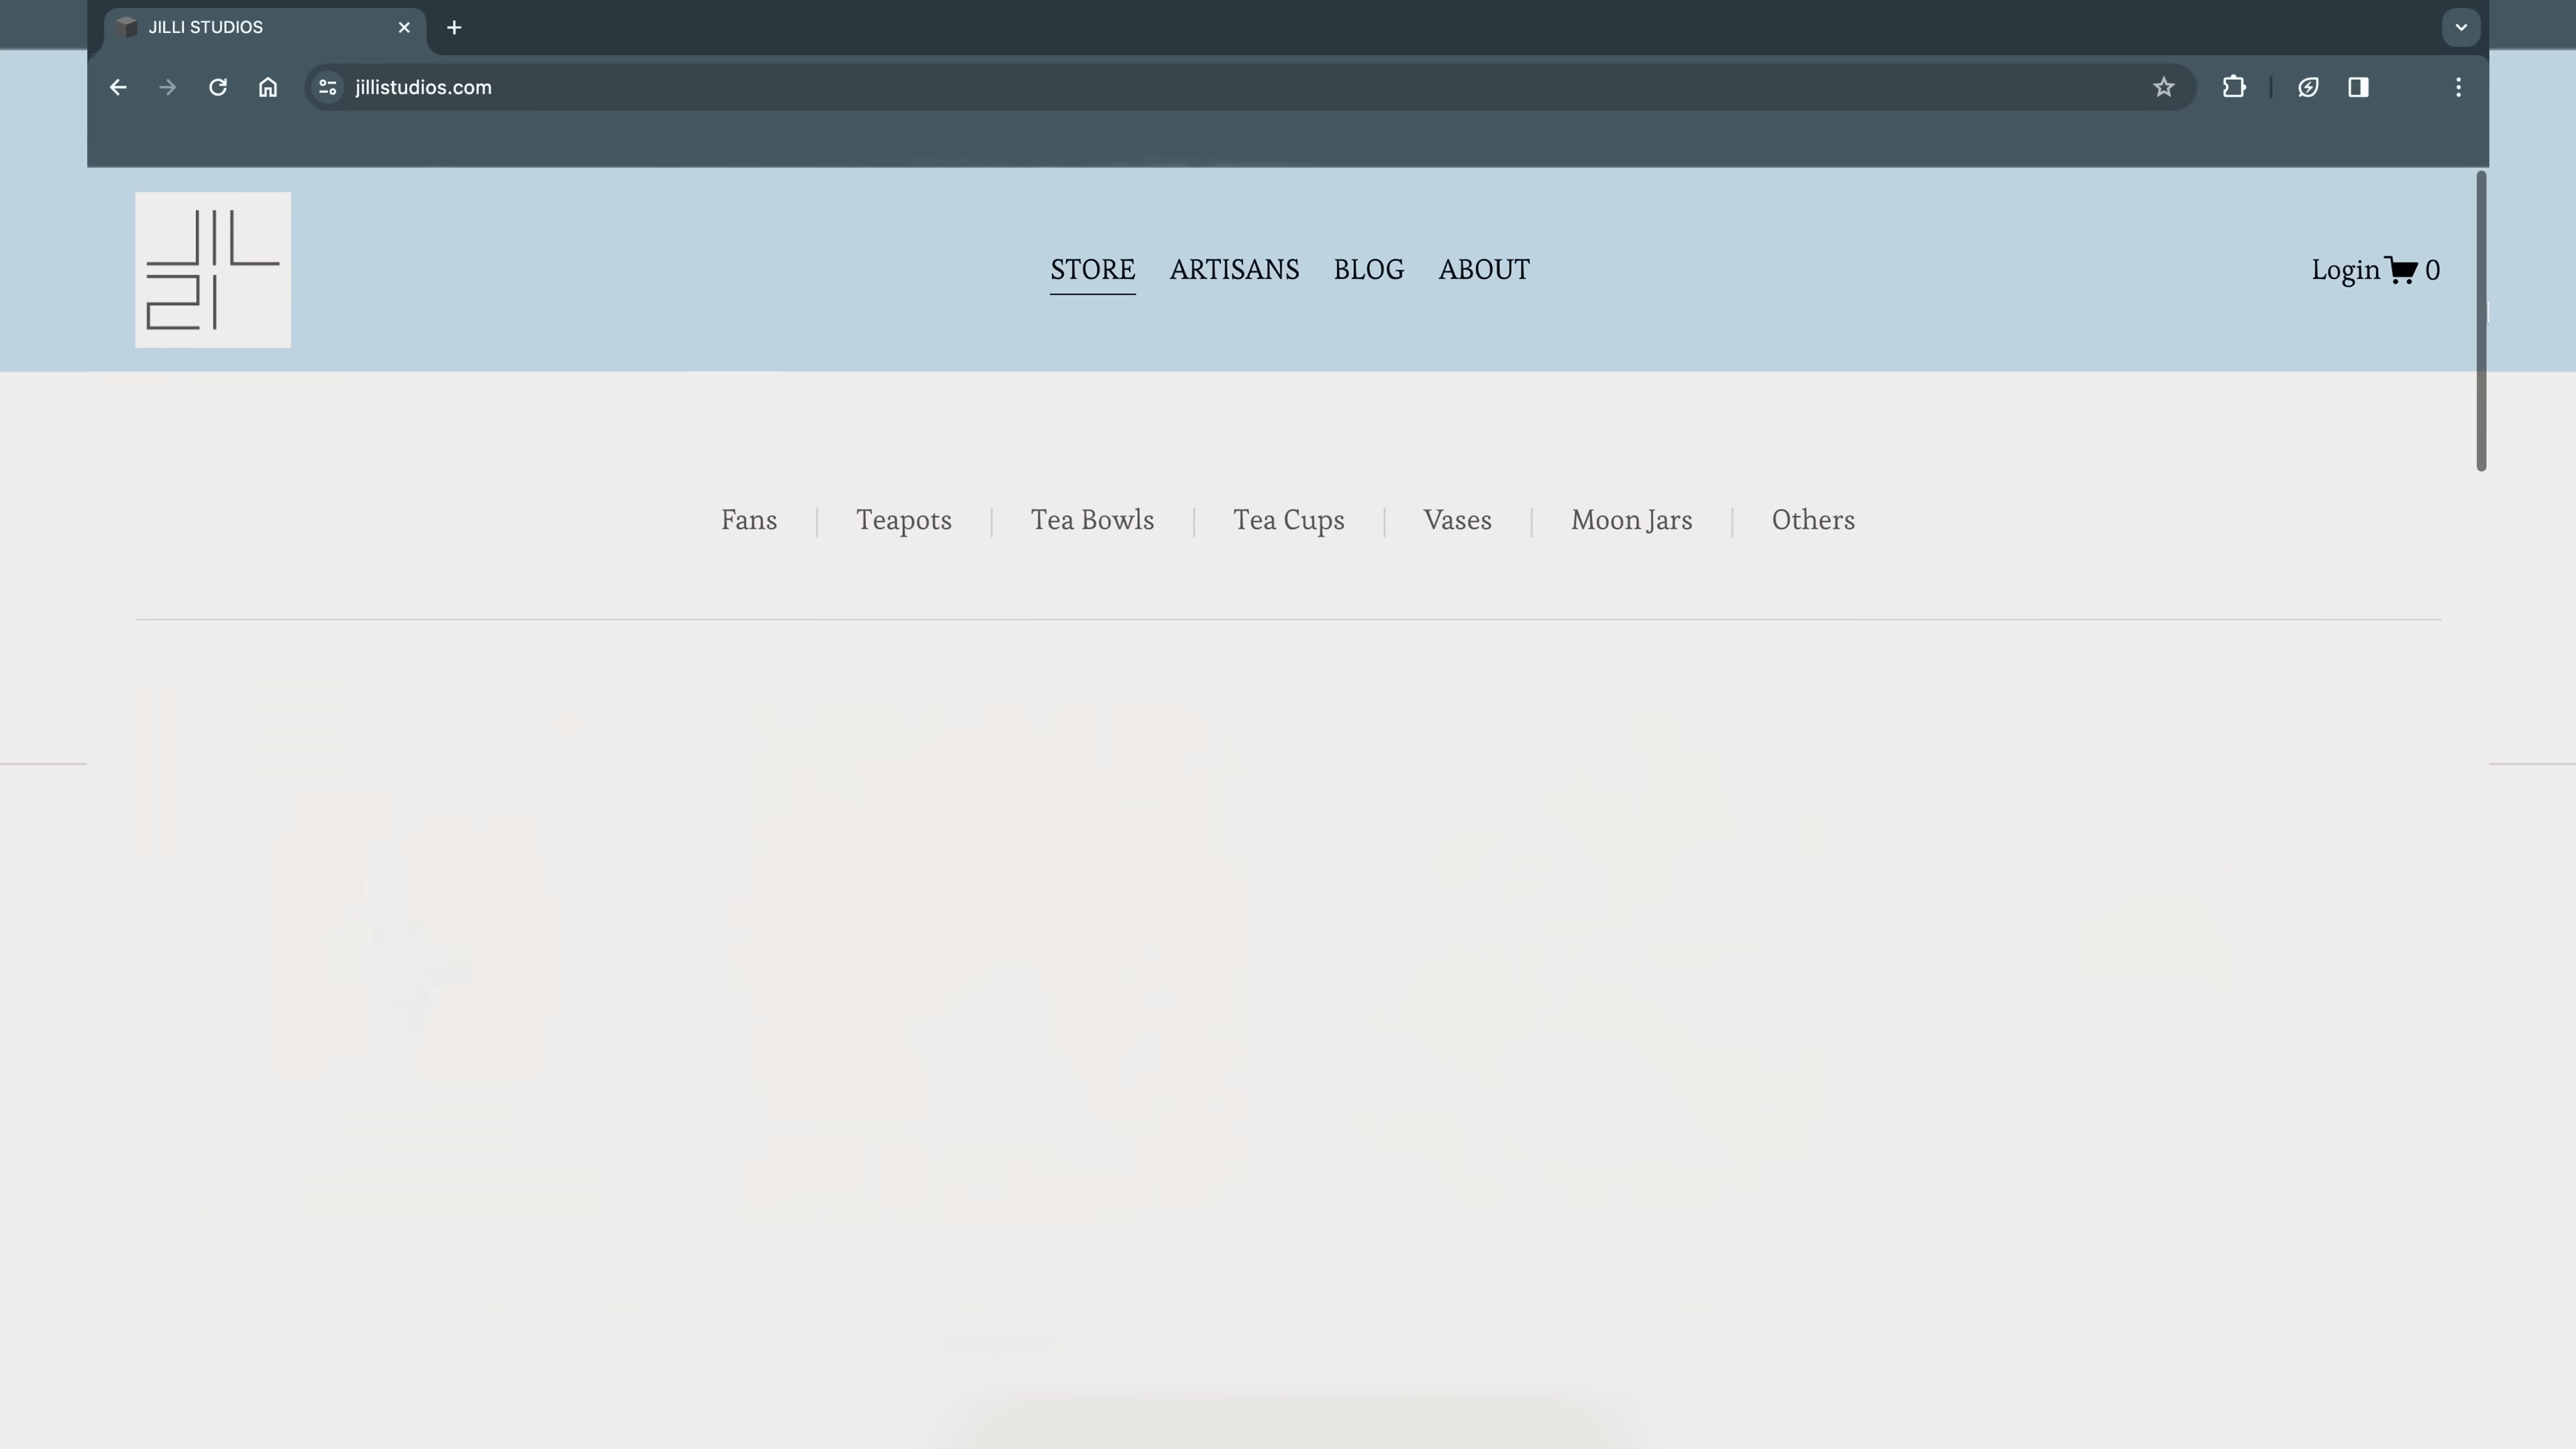 JILLI STUDIOS
jillistudios.com
STORE ARTISANS BLOG ABOUT
Login 0
Fans | Teapots | Tea Bowls | Tea Cups | Vases | Moon Jars | Others